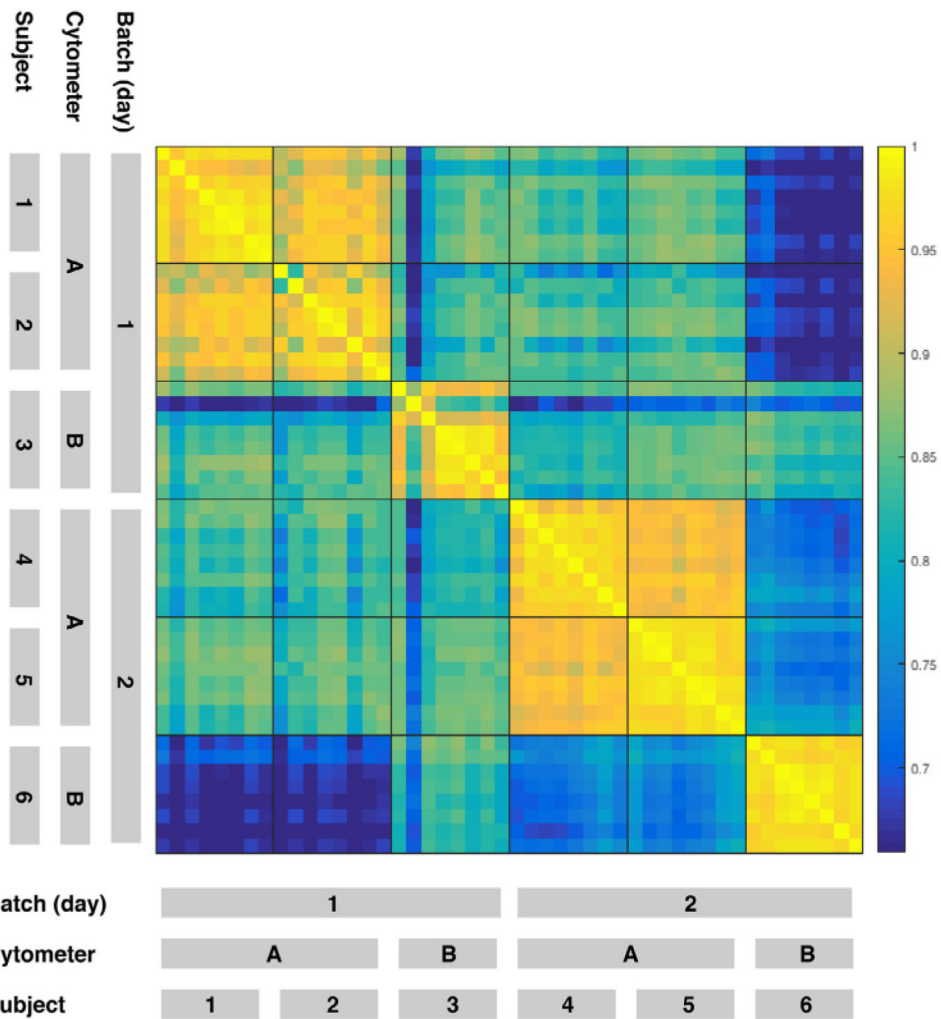 Subject
Cytometer
Batch (day)
1
2
3
4
5
6
A
B
A
B
1
2
1
0.95
0.9
0.85
0.8
0.75
0.7
atch (day) 1 2
ytometer A B A B
ubject 1 2 3 4 5 6